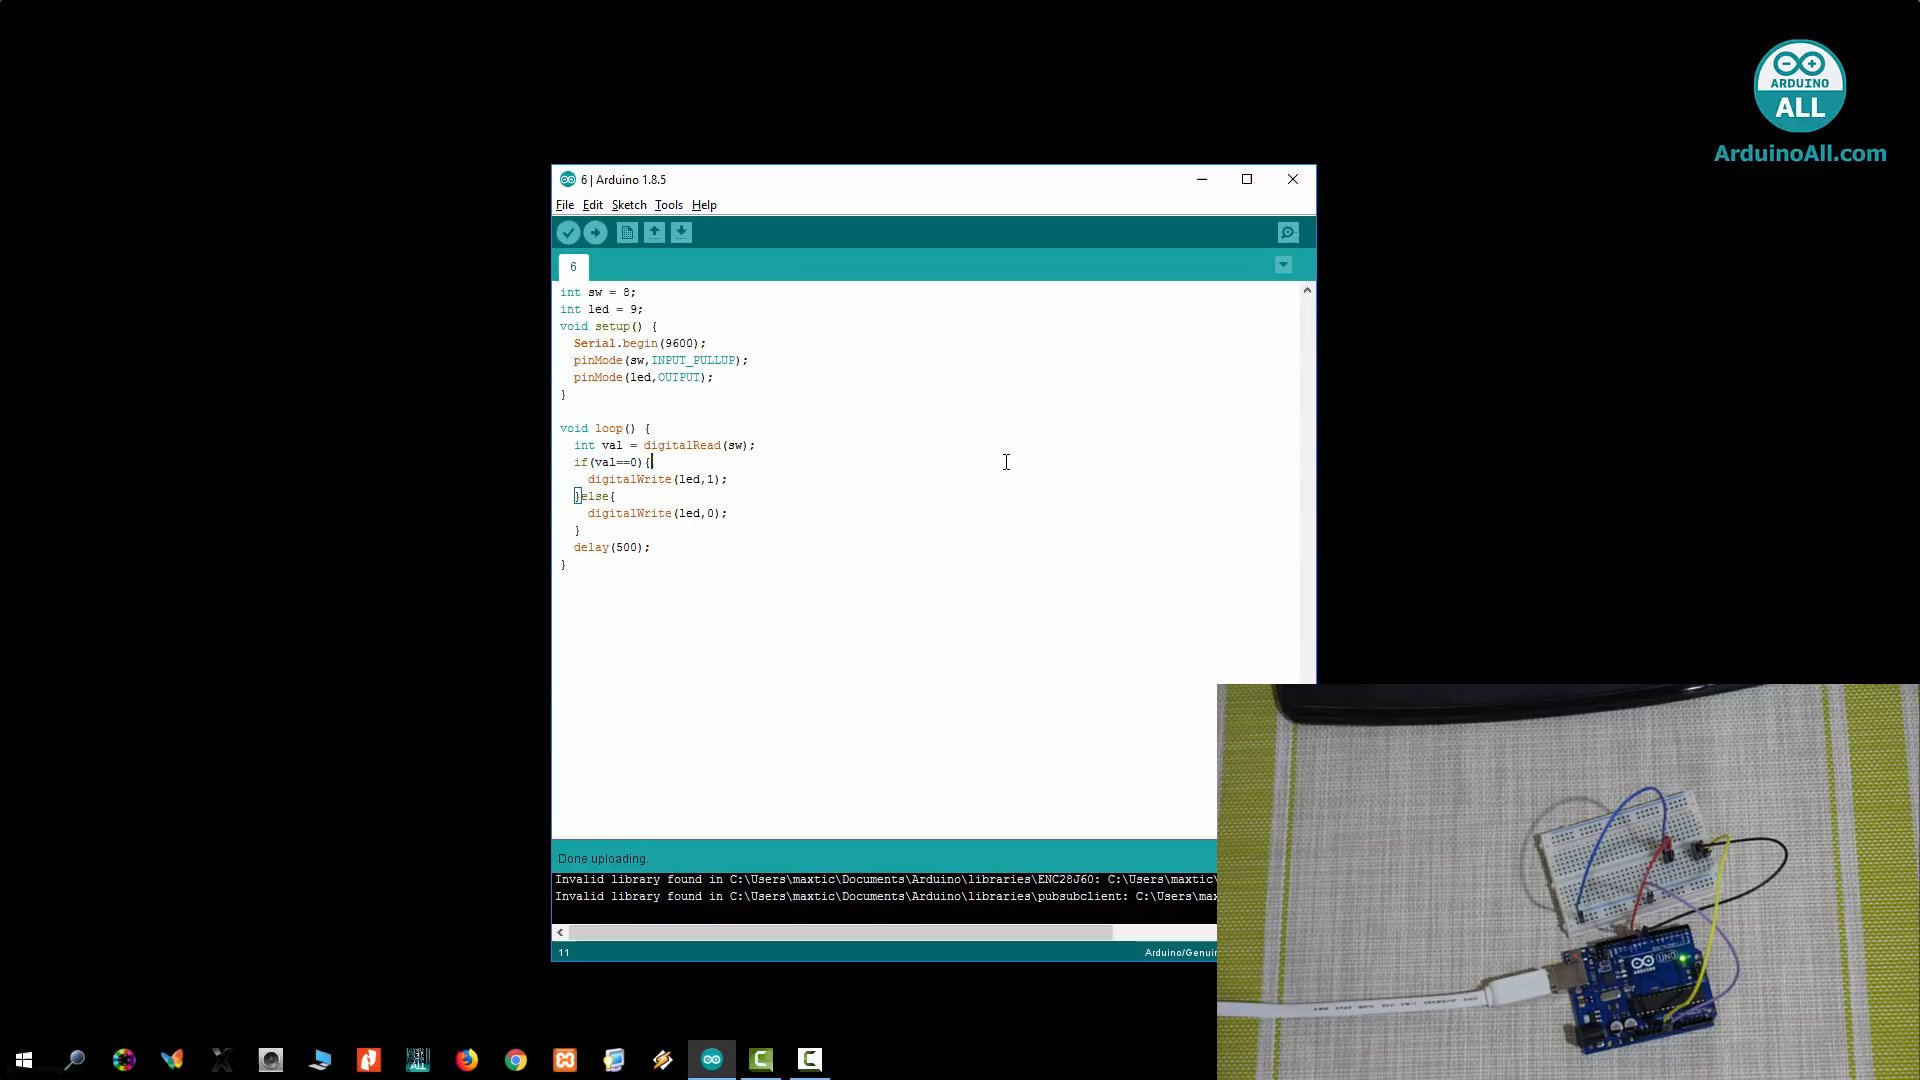 ARDUINO
ALL
ArduinoAll.com
6 | Arduino 1.8.5
File Edit Sketch Tools Help
6
int sw = 8;
int led = 9;
void setup() {
  Serial.begin(9600);
  pinMode(sw,INPUT_PULLUP);
  pinMode(led,OUTPUT);
}
void loop() {
  int val = digitalRead(sw);
  if(val==0){
    digitalWrite(led,1);
  }else{
    digitalWrite(led,0);
  }
  delay(500);
}
Done uploading.
Invalid library found in C:\Users\maxtic\Documents\Arduino\libraries\ENC28J60: C:\Users\maxtic\
Invalid library found in C:\Users\maxtic\Documents\Arduino\libraries\pubsubclient: C:\Users\max
11
Arduino/Genui
UNO
ALL